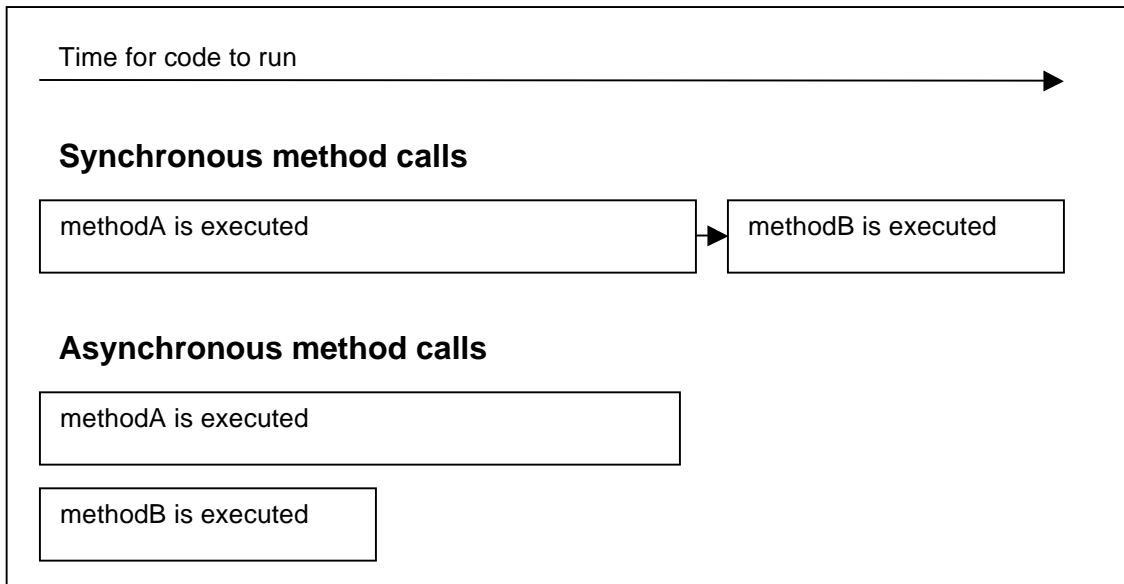 Time for code to run
Synchronous method calls
methodA is executed
methodB is executed
Asynchronous method calls
methodA is executed
methodB is executed